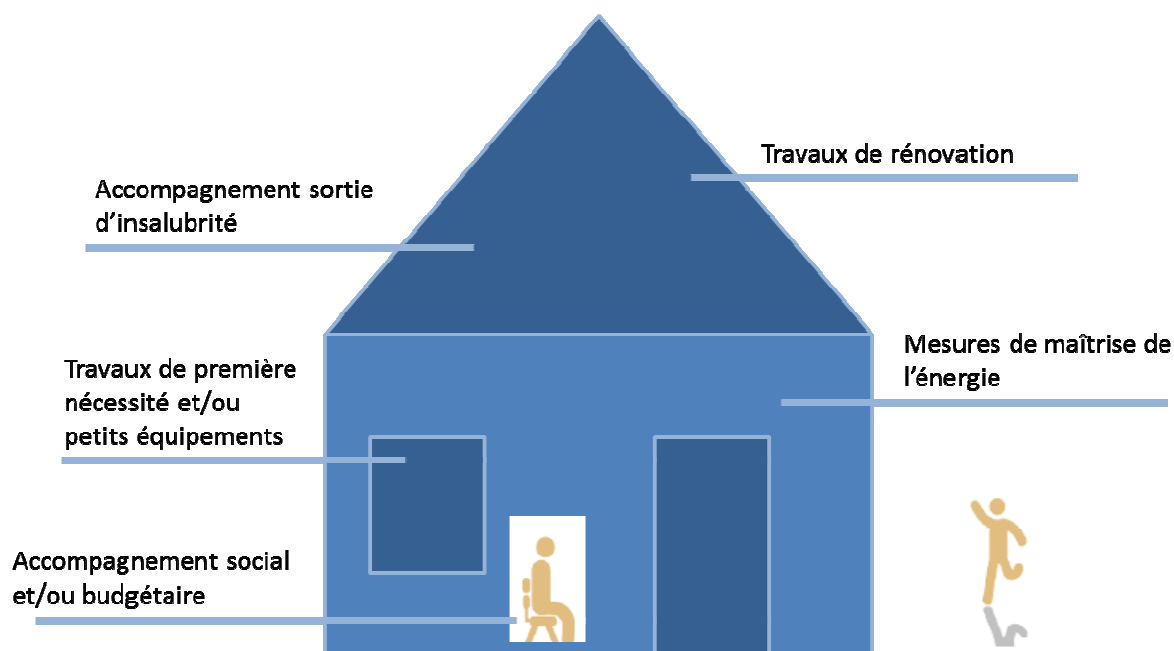 Travaux de rénovation
Accompagnement sortie
d'insalubrité
Mesures de maîtrise de
l'énergie
Travaux de première
nécessité et/ou
petits équipements
Accompagnement social
et/ou budgétaire